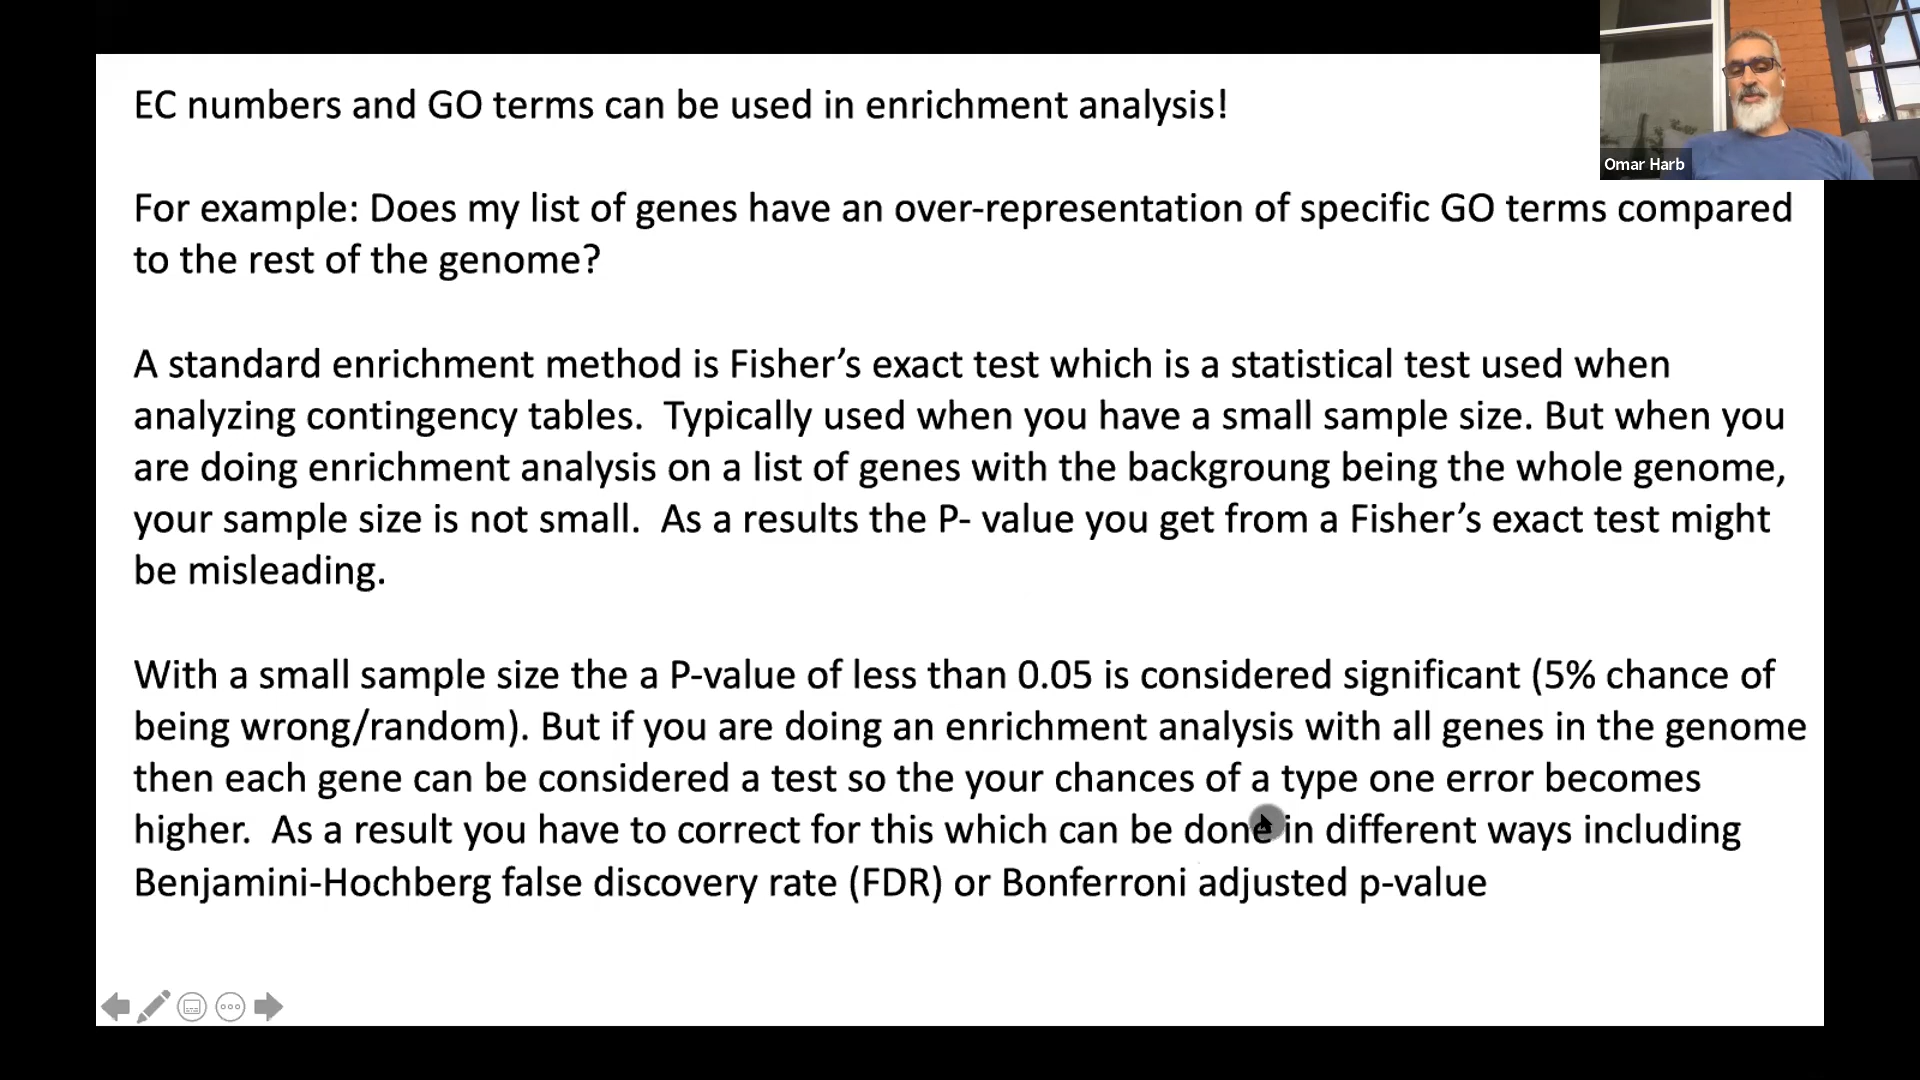 EC numbers and GO terms can be used in enrichment analysis!
Omar Harb
For example: Does my list of genes have an over-representation of specific GO terms compared
to the rest of the genome?
A standard enrichment method is Fisher’s exact test which is a statistical test used when
analyzing contingency tables.  Typically used when you have a small sample size. But when you
are doing enrichment analysis on a list of genes with the backgroung being the whole genome,
your sample size is not small.  As a results the P- value you get from a Fisher’s exact test might
be misleading.
With a small sample size the a P-value of less than 0.05 is considered significant (5% chance of
being wrong/random). But if you are doing an enrichment analysis with all genes in the genome
then each gene can be considered a test so the your chances of a type one error becomes
higher.  As a result you have to correct for this which can be done in different ways including
Benjamini-Hochberg false discovery rate (FDR) or Bonferroni adjusted p-value